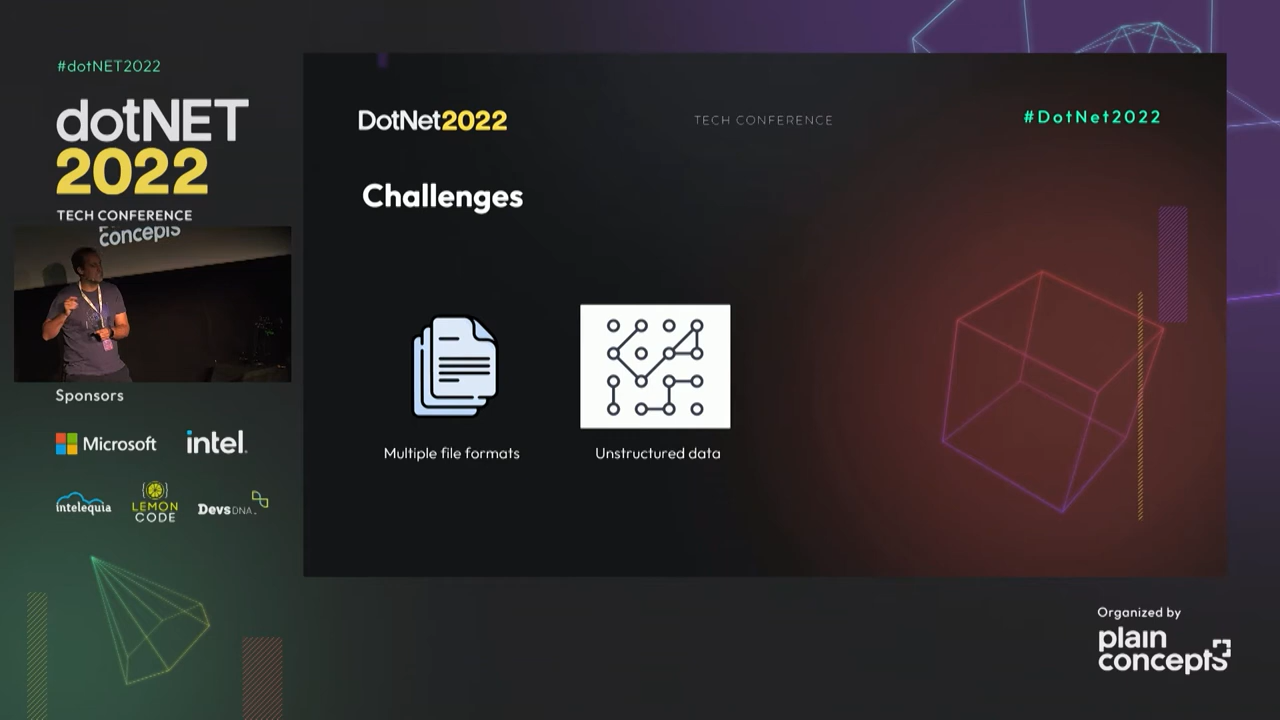 #dotNET2022
dotNET
2022
TECH CONFERENCE
concepts
Sponsors
Microsoft
intel.
intelequia
LEMON
CODE
DevsDNA
DotNet2022
TECH CONFERENCE
#DotNet2022
Challenges
Multiple file formats
Unstructured data
Organized by
plain
concepts